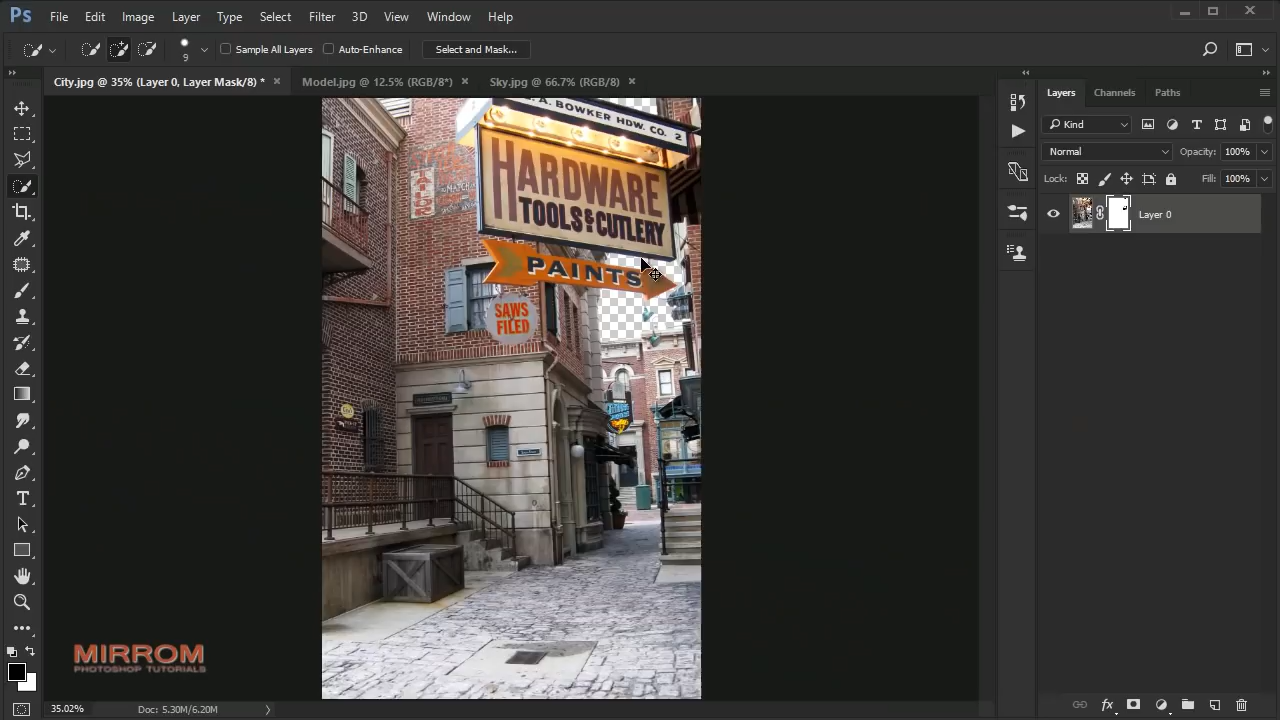 Ps File Edit Image Layer Type Select Filter 3D View Window Help
9 Sample All Layers Auto-Enhance Select and Mask...
City.jpg @ 35% (Layer 0, Layer Mask/8) * × Model.jpg @ 12.5% (RGB/8*) × Sky.jpg @ 66.7% (RGB/8) ×
Layers Channels Paths
Kind
Normal Opacity: 100%
Lock: Fill: 100%
Layer 0
A. BOWKER HDW. CO. 2
HARDWARE
TOOLS & CUTLERY
PAINTS
SAWS
FILED
TAILOR
MIRROM
PHOTOSHOP TUTORIALS
35.02% Doc: 5.30M/6.20M